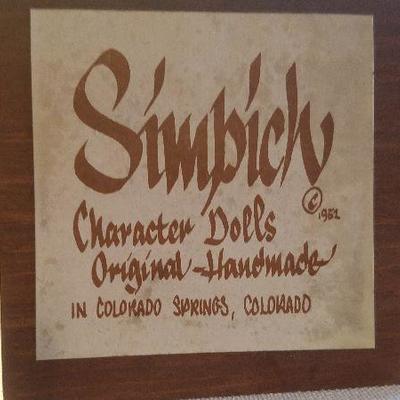 Simpich
© 1952
Character Dolls
Original-Handmade
IN COLORADO SPRINGS, COLORADO